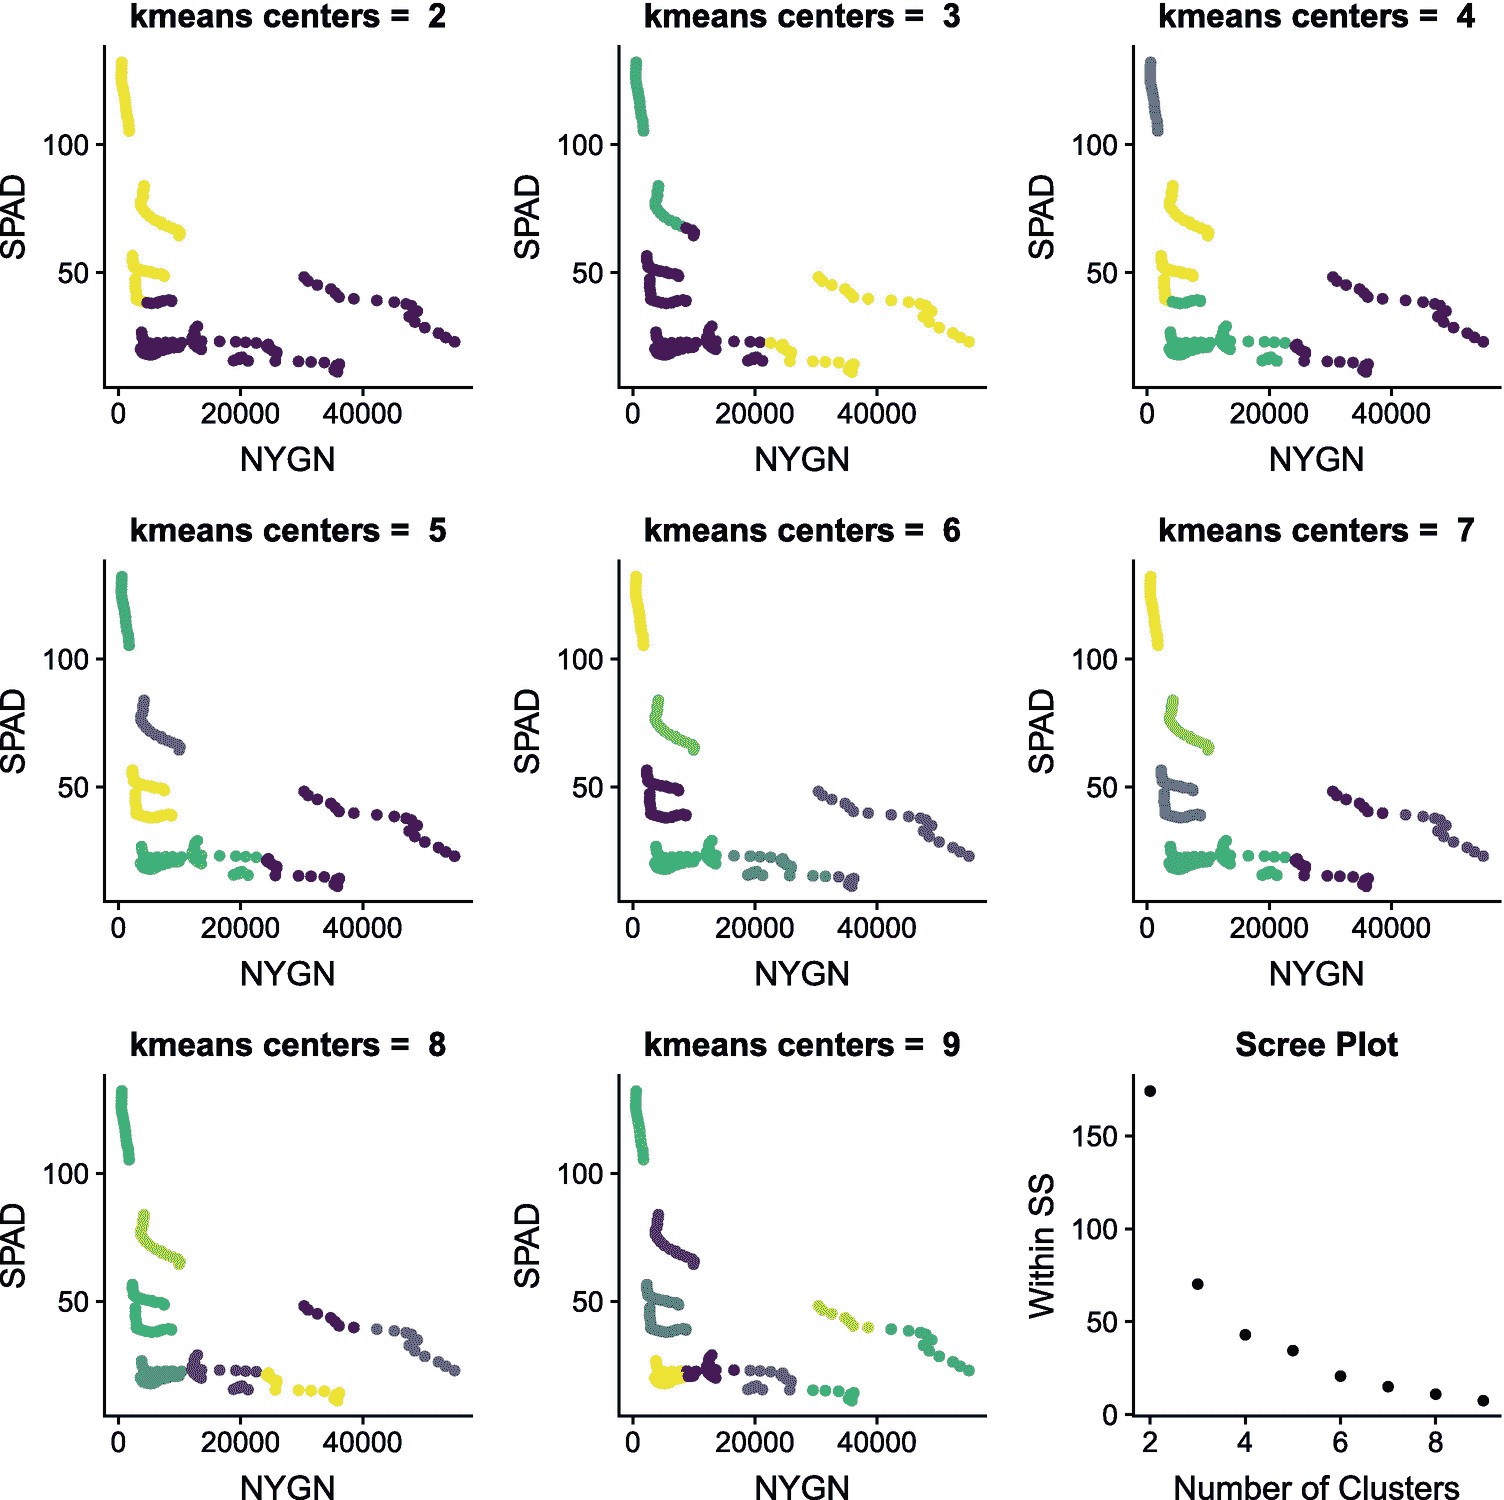 kmeans centers = 2
SPAD
100
50
0 20000 40000
NYGN
kmeans centers = 3
SPAD
100
50
0 20000 40000
NYGN
kmeans centers = 4
SPAD
100
50
0 20000 40000
NYGN
kmeans centers = 5
SPAD
100
50
0 20000 40000
NYGN
kmeans centers = 6
SPAD
100
50
0 20000 40000
NYGN
kmeans centers = 7
SPAD
100
50
0 20000 40000
NYGN
kmeans centers = 8
SPAD
100
50
0 20000 40000
NYGN
kmeans centers = 9
SPAD
100
50
0 20000 40000
NYGN
Scree Plot
Within SS
150
100
50
0
2 4 6 8
Number of Clusters